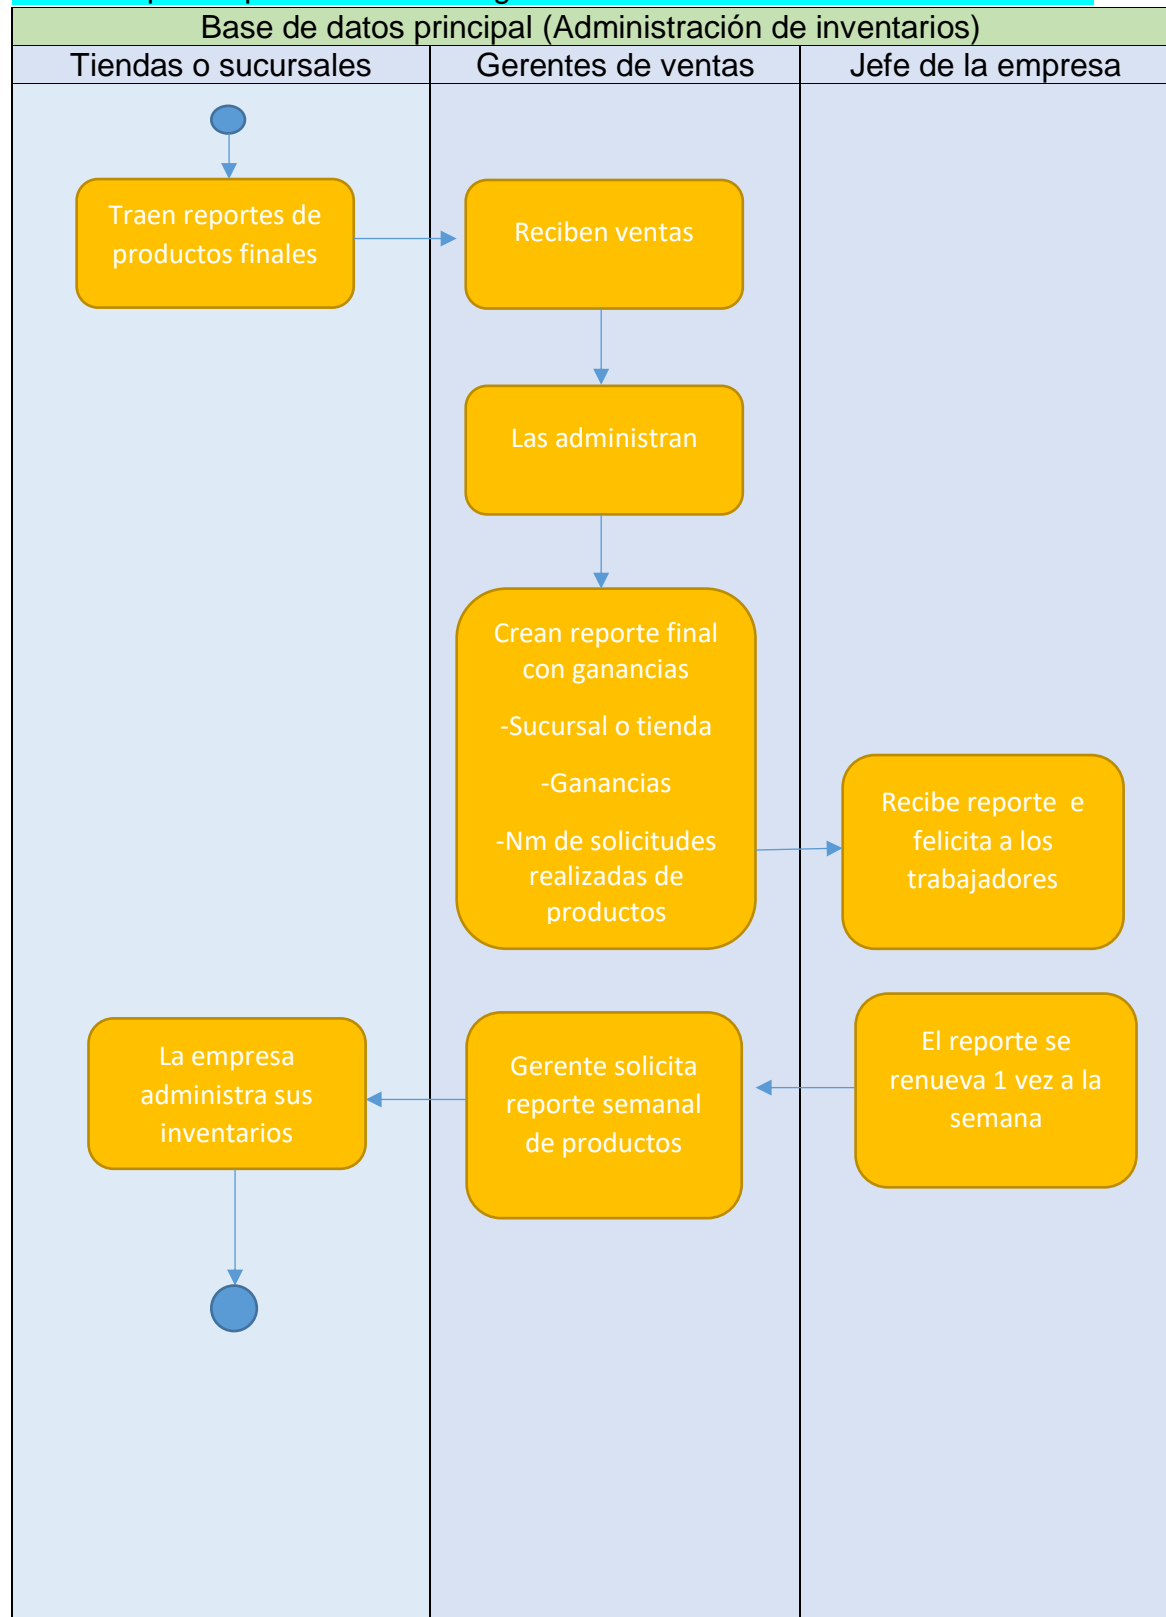 Base de datos principal (Administración de inventarios)
Tiendas o sucursales
Gerentes de ventas
Jefe de la empresa
Traen reportes de
productos finales
Reciben ventas
Las administran
Crean reporte final
con ganancias
-Sucursal o tienda
-Ganancias
-Nm de solicitudes
realizadas de
productos
Recibe reporte  e
felicita a los
trabajadores
El reporte se
renueva 1 vez a la
semana
Gerente solicita
reporte semanal
de productos
La empresa
administra sus
inventarios